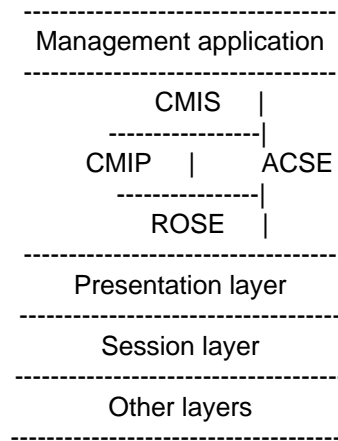 Management application
CMIS
CMIP ACSE
ROSE
Presentation layer
Session layer
Other layers